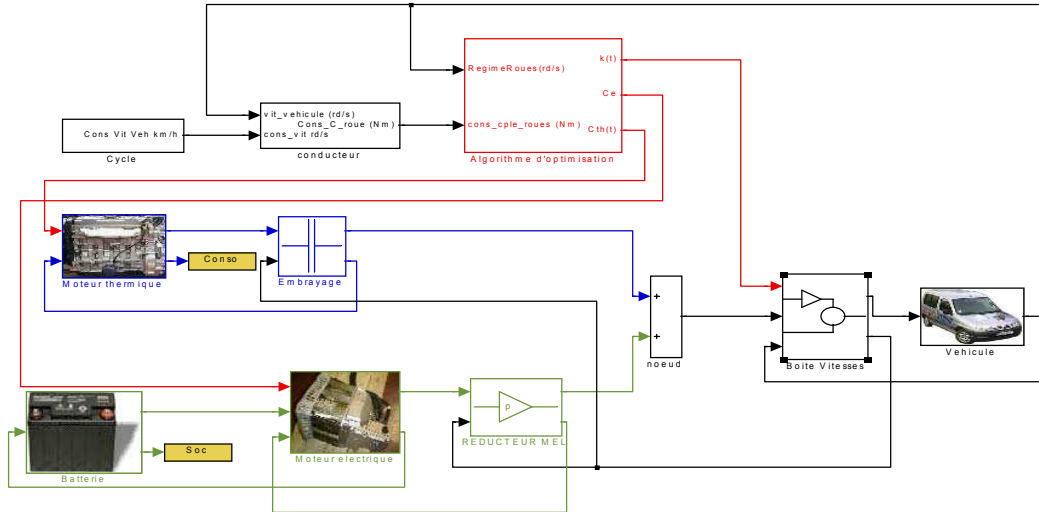 k(t)
RegimeRoues(rd/s)
Ce
vit_vehicule (rd/s)
Cons_C_roue (Nm)
cons_cple_roues (Nm)
Cons Vit Veh km/h
cons_vit rd/s
Cth(t)
Cycle
conducteur
Algorithme d'optimisation
Conso
Moteur thermique
Embrayage
+
+
noeud
Boite Vitesses
Vehicule
p
REDUCTEUR MEL
Soc
Moteur electrique
Batterie